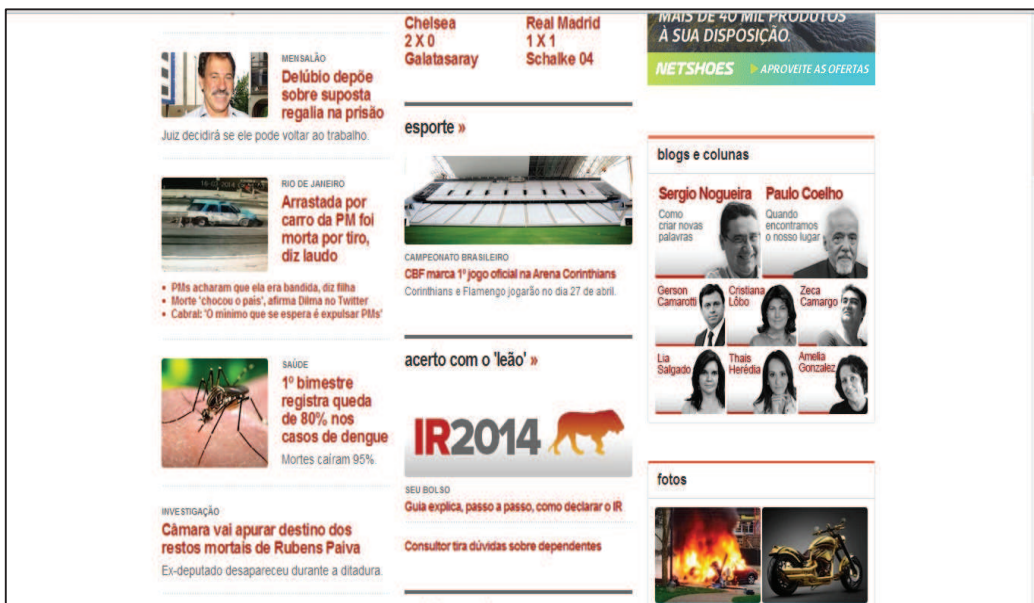 MENSALÃO
Delúbio depõe
sobre suposta
regalia na prisão
Juiz decidirá se ele pode voltar ao trabalho.
RIO DE JANEIRO
Arrastada por
carro da PM foi
morta por tiro,
diz laudo
• PMs acharam que ela era bandida, diz filha
• Morte 'chocou o país', afirma Dilma no Twitter
• Cabral: 'O mínimo que se espera é expulsar PMs'
SAÚDE
1º bimestre
registra queda
de 80% nos
casos de dengue
Mortes caíram 95%.
INVESTIGAÇÃO
Câmara vai apurar destino dos
restos mortais de Rubens Paiva
Ex-deputado desapareceu durante a ditadura.
Chelsea
2 X 0
Galatasaray
Real Madrid
1 X 1
Schalke 04
esporte »
CAMPEONATO BRASILEIRO
CBF marca 1º jogo oficial na Arena Corinthians
Corinthians e Flamengo jogarão no dia 27 de abril.
acerto com o 'leão' »
IR2014
SEU BOLSO
Guia explica, passo a passo, como declarar o IR
Consultor tira dúvidas sobre dependentes
MAIS DE 40 MIL PRODUTOS
À SUA DISPOSIÇÃO.
NETSHOES
APROVEITE AS OFERTAS
blogs e colunas
Sergio Nogueira
Como
criar novas
palavras
Paulo Coelho
Quando
encontramos
o nosso lugar
Gerson
Camarotti
Cristiana
Lôbo
Zeca
Camargo
Lia
Salgado
Thais
Herédia
Amelia
Gonzalez
fotos